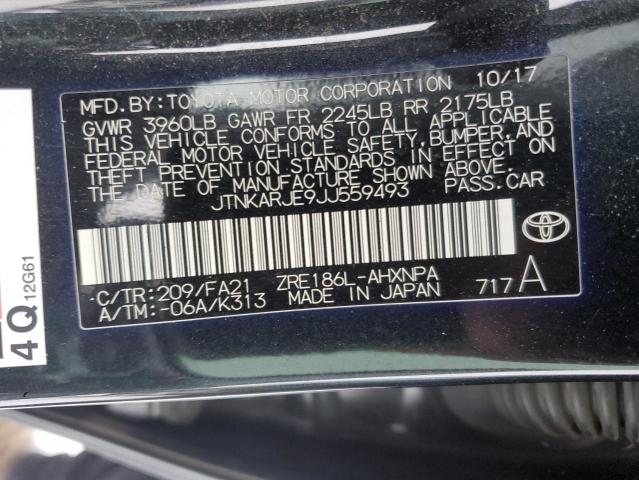 MFD.BY:TOYOTA MOTOR CORPORATION 10/17
GVWR 3960LB GAWR FR 2245LB RR 2175LB
THIS VEHICLE CONFORMS TO ALL APPLICABLE
FEDERAL MOTOR VEHICLE SAFETY,BUMPER,AND
THEFT PREVENTION STANDARDS IN EFFECT ON
THE DATE OF MANUFACTURE SHOWN ABOVE.
JTNKARJE9JJ559493 PASS.CAR
C/TR:209/FA21 ZRE186L-AHXNPA
A/TM:-06A/K313 MADE IN JAPAN 717A
4Q 12G61